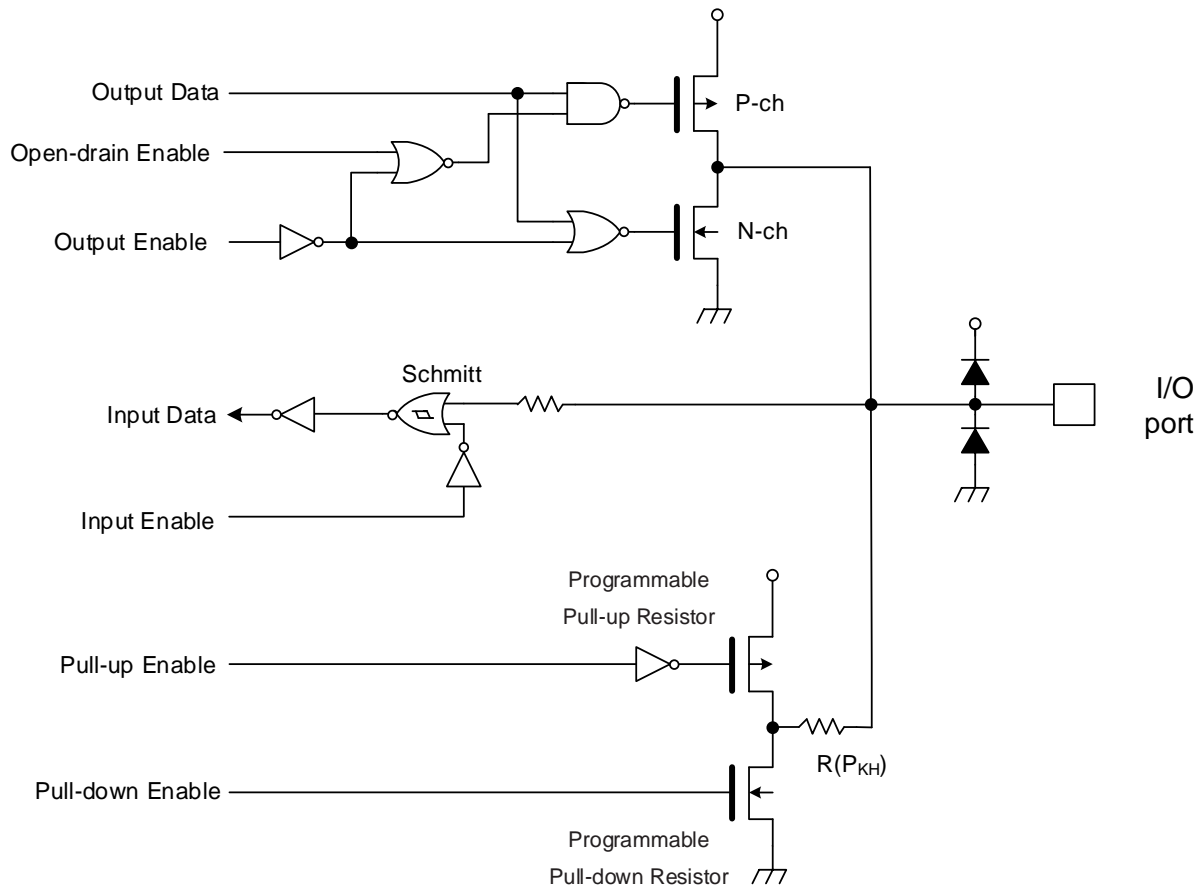 Output Data
P-ch
Open-drain Enable
Output Enable
N-ch
Schmitt
Input Data
I/O
port
Input Enable
Programmable
Pull-up Resistor
Pull-up Enable
R(PKH)
Pull-down Enable
Programmable
Pull-down Resistor